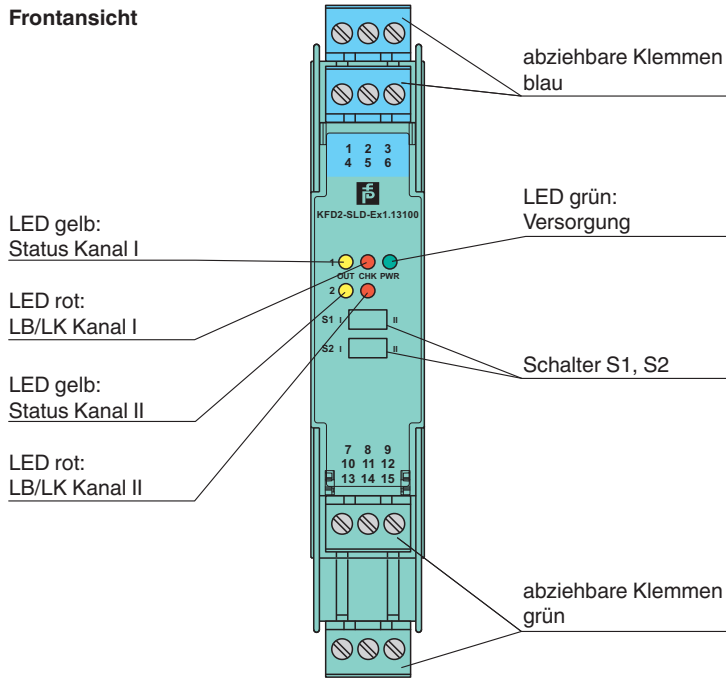 Frontansicht
abziehbare Klemmen
blau
1 2 3
4 5 6
KFD2-SLD-Ex1.13100
LED grün:
Versorgung
LED gelb:
Status Kanal I
1
OUT CHK PWR
2
LED rot:
LB/LK Kanal I
S1 I II
S2 I II
Schalter S1, S2
LED gelb:
Status Kanal II
LED rot:
LB/LK Kanal II
7 8 9
10 11 12
13 14 15
abziehbare Klemmen
grün